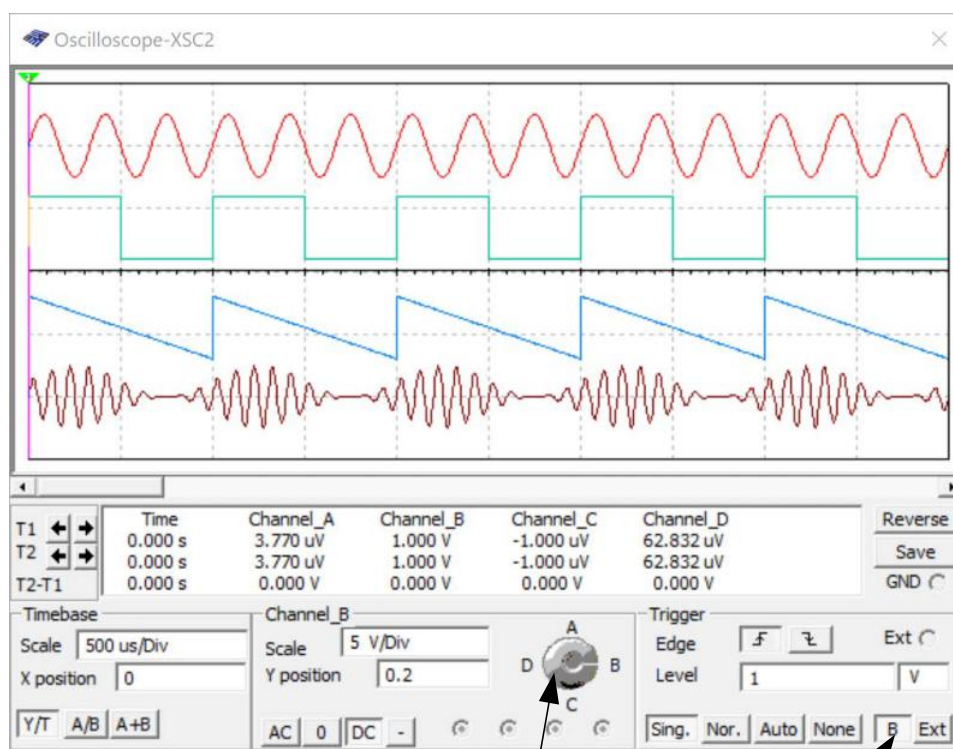 Oscilloscope-XSC2
T1
T2
T2-T1
Time Channel_A Channel_B Channel_C Channel_D
0.000 s 3.770 uV 1.000 V -1.000 uV 62.832 uV
0.000 s 3.770 uV 1.000 V -1.000 uV 62.832 uV
0.000 s 0.000 V 0.000 V 0.000 V 0.000 V
Reverse
Save
GND
Timebase
Scale 500 us/Div
X position 0
Y/T A/B A+B
Channel_B
Scale 5 V/Div
Y position 0.2
AC 0 DC -
A
D B
C
Trigger
Edge Ext
Level 1 V
Sing. Nor. Auto None B Ext